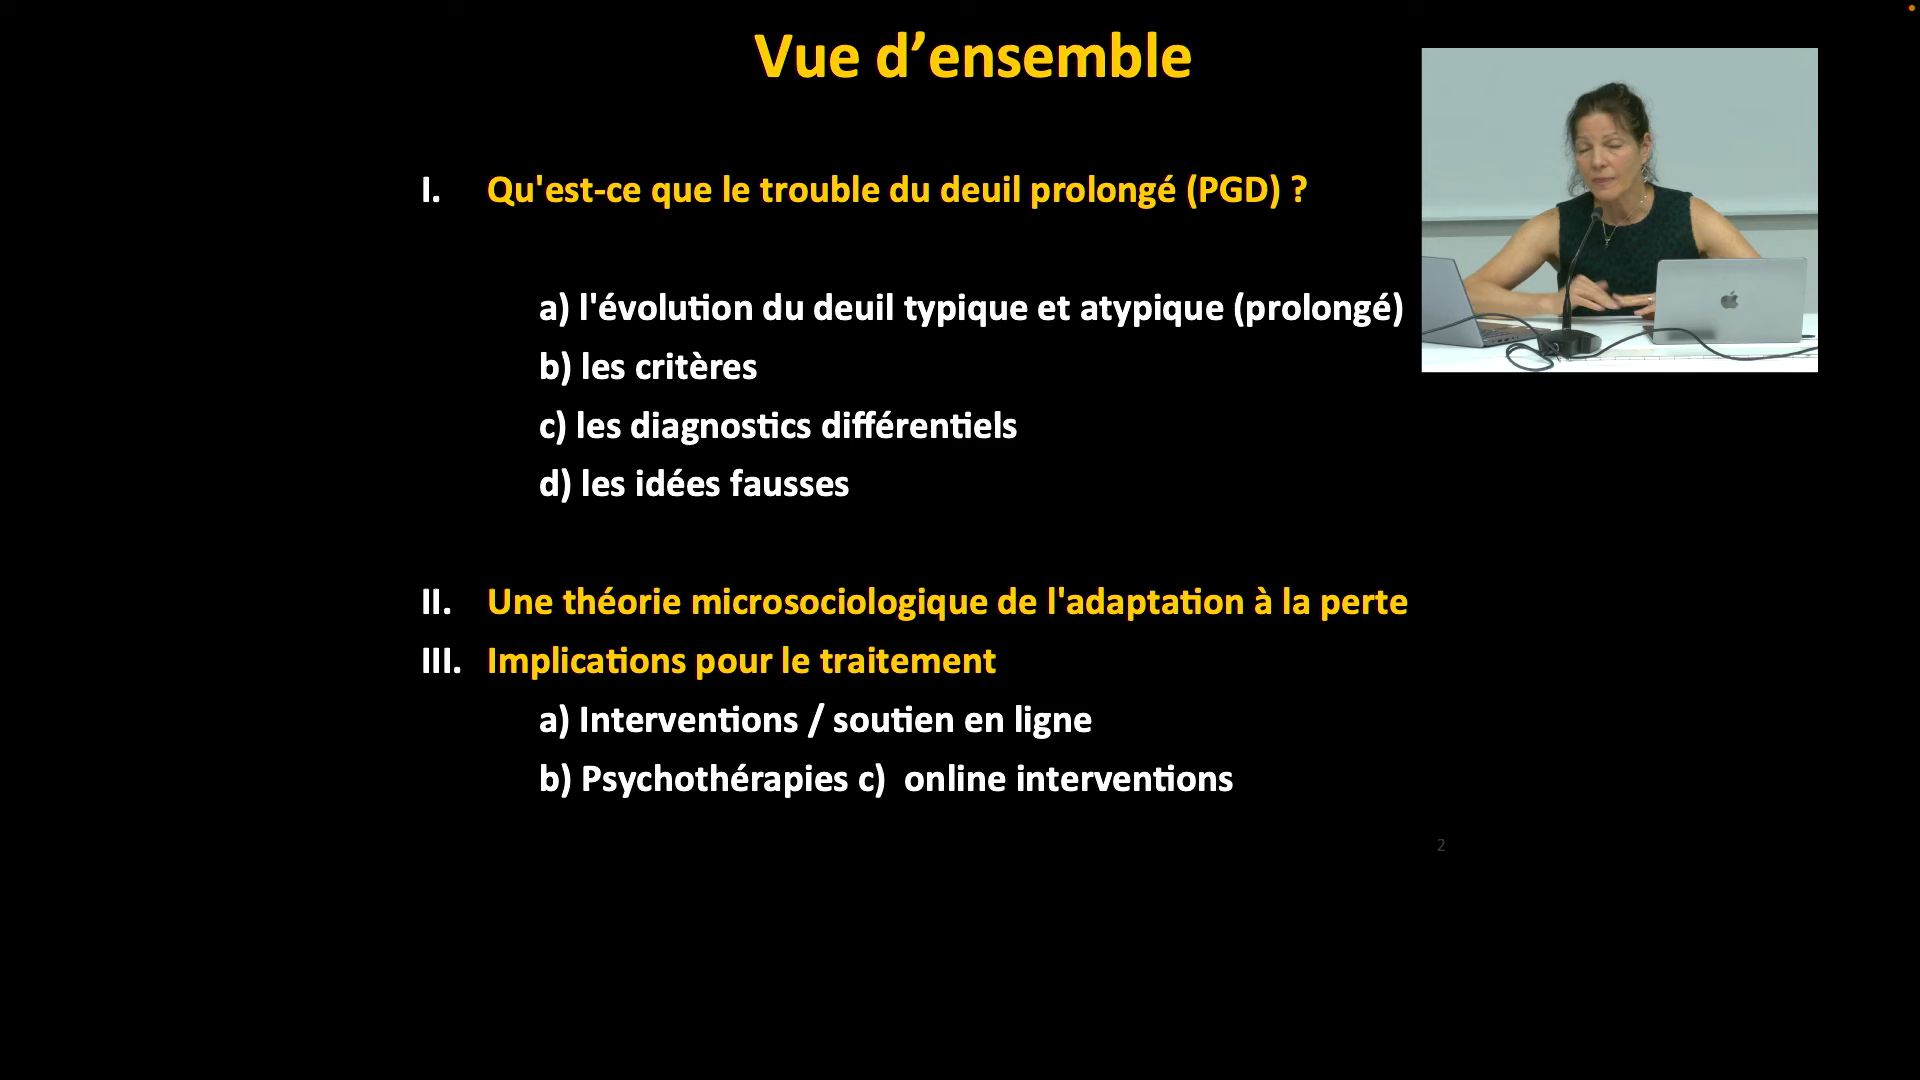 Vue d’ensemble
I. Qu'est-ce que le trouble du deuil prolongé (PGD) ?
a) l'évolution du deuil typique et atypique (prolongé)
b) les critères
c) les diagnostics différentiels
d) les idées fausses
II. Une théorie microsociologique de l'adaptation à la perte
III. Implications pour le traitement
a) Interventions / soutien en ligne
b) Psychothérapies c)  online interventions
2